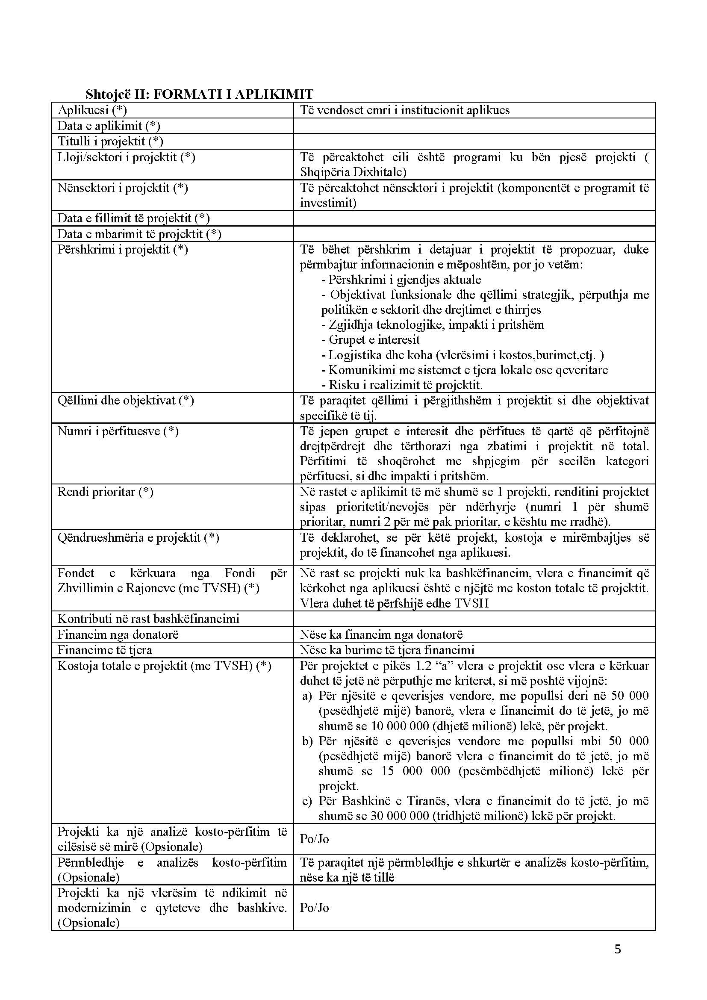 Shtojcë II: FORMATI I APLIKIMIT
Aplikuesi (*)
Të vendoset emri i institucionit aplikues
Data e aplikimit (*)
Titulli i projektit (*)
Lloji/sektori i projektit (*)
Të përcaktohet cili është programi ku bën pjesë projekti (
Shqipëria Dixhitale)
Nënsektori i projektit (*)
Të përcaktohet nënsektori i projektit (komponentët e programit të
investimit)
Data e fillimit të projektit (*)
Data e mbarimit të projektit (*)
Përshkrimi i projektit (*)
Të bëhet përshkrim i detajuar i projektit të propozuar, duke
përmbajtur informacionin e mëposhtëm, por jo vetëm:
- Përshkrimi i gjendjes aktuale
- Objektivat funksionale dhe qëllimi strategjik, përputhja me
politikën e sektorit dhe drejtimet e thirrjes
- Zgjidhja teknologjike, impakti i pritshëm
- Grupet e interesit
- Logjistika dhe koha (vlerësimi i kostos,burimet,etj. )
- Komunikimi me sistemet e tjera lokale ose qeveritare
- Risku i realizimit të projektit.
Qëllimi dhe objektivat (*)
Të paraqitet qëllimi i përgjithshëm i projektit si dhe objektivat
specifikë të tij.
Numri i përfituesve (*)
Të jepen grupet e interesit dhe përfitues të qartë që përfitojnë
drejtpërdrejt dhe tërthorazi nga zbatimi i projektit në total.
Përfitimi të shoqërohet me shpjegim për secilën kategori
përfituesi, si dhe impakti i pritshëm.
Rendi prioritar (*)
Në rastet e aplikimit të më shumë se 1 projekti, renditini projektet
sipas prioritetit/nevojës për ndërhyrje (numri 1 për shumë
prioritar, numri 2 për më pak prioritar, e kështu me rradhë).
Qëndrueshmëria e projektit (*)
Të deklarohet, se për këtë projekt, kostoja e mirëmbajtjes së
projektit, do të financohet nga aplikuesi.
Fondet e kërkuara nga Fondi për
Zhvillimin e Rajoneve (me TVSH) (*)
Në rast se projekti nuk ka bashkëfinancim, vlera e financimit që
kërkohet nga aplikuesi është e njëjtë me koston totale të projektit.
Vlera duhet të përfshijë edhe TVSH
Kontributi në rast bashkëfinancimi
Financim nga donatorë
Nëse ka financim nga donatorë
Financime të tjera
Nëse ka burime të tjera financimi
Kostoja totale e projektit (me TVSH) (*)
Për projektet e pikës 1.2 “a” vlera e projektit ose vlera e kërkuar
duhet të jetë në përputhje me kriteret, si më poshtë vijojnë:
a) Për njësitë e qeverisjes vendore, me popullsi deri në 50 000
(pesëdhjetë mijë) banorë, vlera e financimit do të jetë, jo më
shumë se 10 000 000 (dhjetë milionë) lekë, për projekt.
b) Për njësitë e qeverisjes vendore me popullsi mbi 50 000
(pesëdhjetë mijë) banorë vlera e financimit do të jetë, jo më
shumë se 15 000 000 (pesëmbëdhjetë milionë) lekë për
projekt.
c) Për Bashkinë e Tiranës, vlera e financimit do të jetë, jo më
shumë se 30 000 000 (tridhjetë milionë) lekë për projekt.
Projekti ka një analizë kosto-përfitim të
cilësisë së mirë (Opsionale)
Po/Jo
Përmbledhje e analizës kosto-përfitim
(Opsionale)
Të paraqitet një përmbledhje e shkurtër e analizës kosto-përfitim,
nëse ka një të tillë
Projekti ka një vlerësim të ndikimit në
modernizimin e qyteteve dhe bashkive.
(Opsionale)
Po/Jo
5